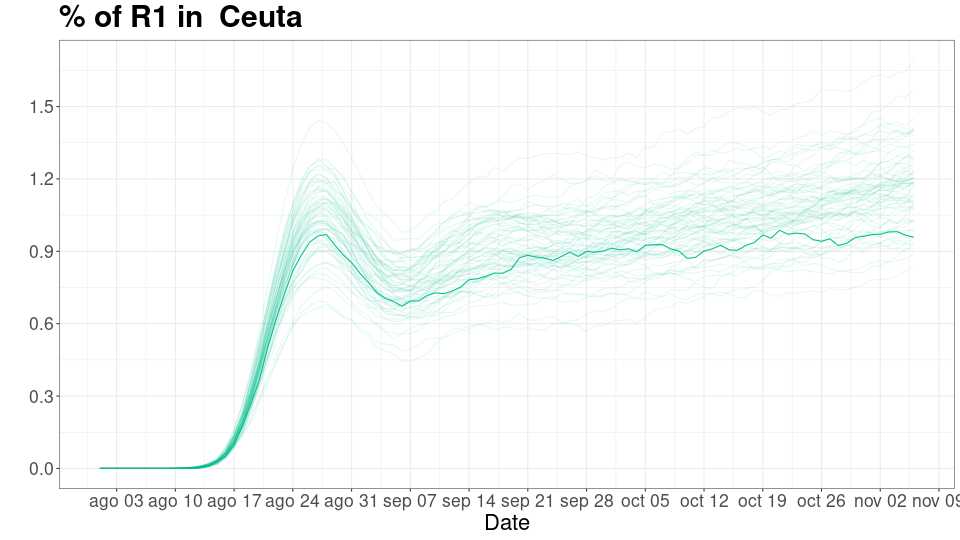 % of R1 in  Ceuta
1.5
1.2
0.9
0.6
0.3
0.0
ago 03 ago 10 ago 17 ago 24 ago 31 sep 07 sep 14 sep 21 sep 28 oct 05 oct 12 oct 19 oct 26 nov 02 nov 09
Date